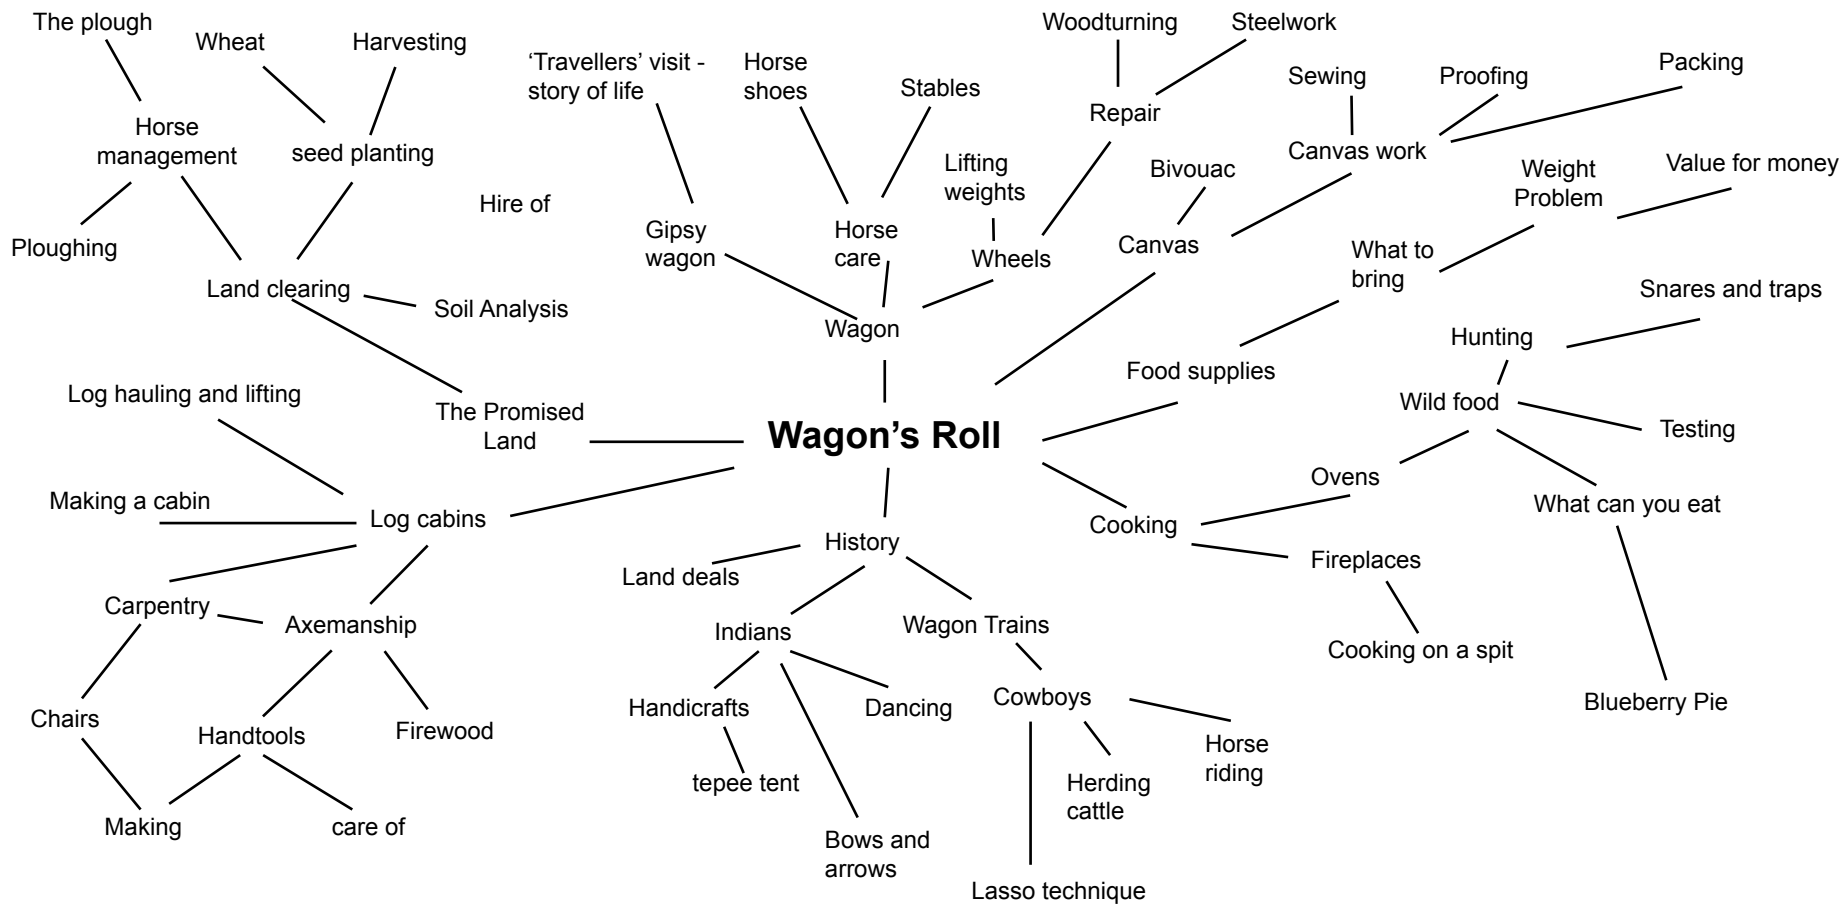 The plough
Wheat
Harvesting
Horse
management
seed planting
Ploughing
Hire of
Land clearing
Soil Analysis
The Promised
Land
‘Travellers’ visit -
story of life
Horse
shoes
Stables
Gipsy
wagon
Horse
care
Lifting
weights
Wheels
Wagon
Woodturning
Steelwork
Repair
Bivouac
Canvas
Sewing
Proofing
Packing
Canvas work
Weight
Problem
Value for money
What to
bring
Food supplies
Snares and traps
Hunting
Wild food
Testing
Ovens
What can you eat
Cooking
Fireplaces
Cooking on a spit
Blueberry Pie
Wagon’s Roll
Log hauling and lifting
Making a cabin
Log cabins
Carpentry
Axemanship
Chairs
Handtools
Firewood
Making
care of
History
Land deals
Indians
Wagon Trains
Handicrafts
Dancing
Cowboys
tepee tent
Bows and
arrows
Herding
cattle
Horse
riding
Lasso technique